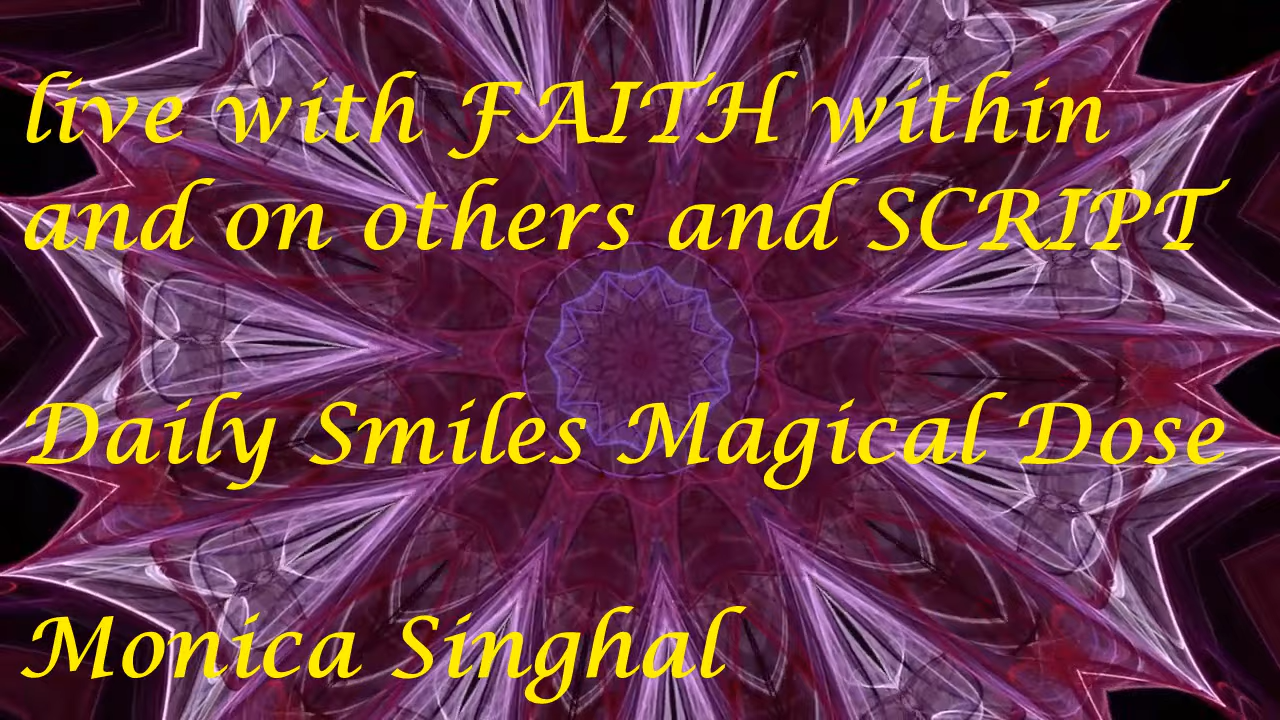 live with FAITH within
and on others and SCRIPT
Daily Smiles Magical Dose
Monica Singhal